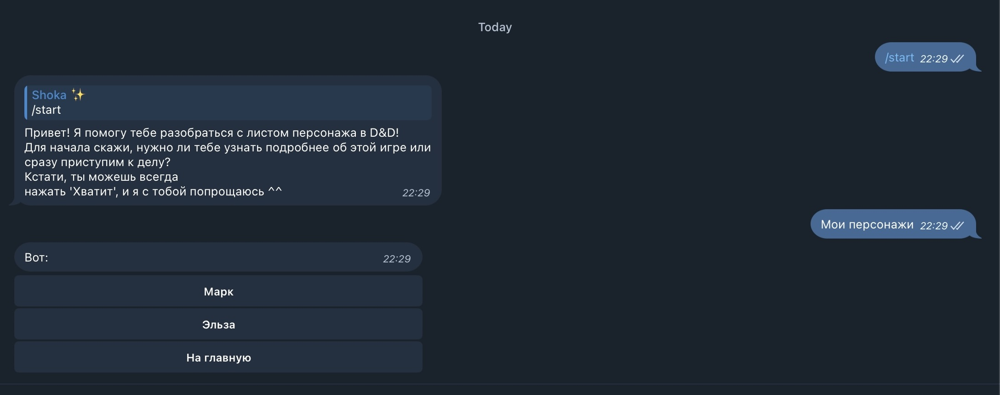 Today
/start 22:29
Shoka ✨
/start
Привет! Я помогу тебе разобраться с листом персонажа в D&D!
Для начала скажи, нужно ли тебе узнать подробнее об этой игре или
сразу приступим к делу?
Кстати, ты можешь всегда
нажать 'Хватит', и я с тобой попрощаюсь ^^ 22:29
Мои персонажи 22:29
Вот: 22:29
Марк
Эльза
На главную